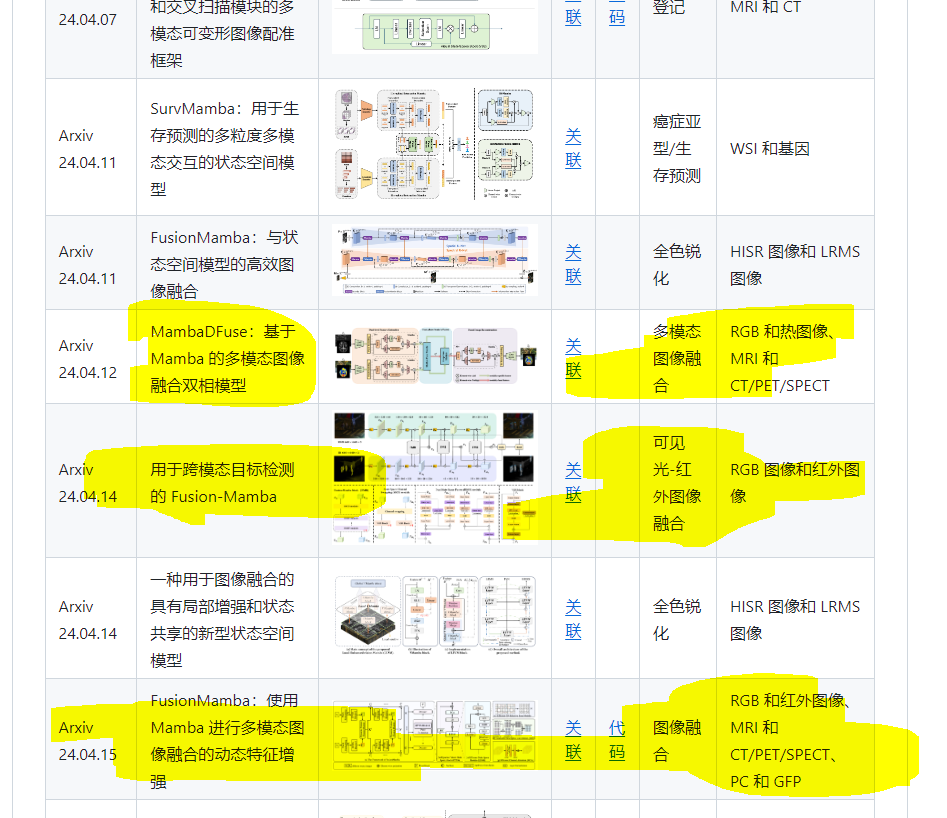 和交叉扫描模块的多
24.04.07
模态可变形图像配准
框架
联
码
登记
MRI 和 CT
Arxiv
24.04.11
SurvMamba：用于生
存预测的多粒度多模
态交互的状态空间模
型
关
联
癌症亚
型/生
存预测
WSI 和基因
Arxiv
24.04.11
FusionMamba：与状
态空间模型的高效图
像融合
关
联
全色锐
化
HISR 图像和 LRMS
图像
Arxiv
24.04.12
MambaDFuse：基于
Mamba 的多模态图像
融合双相模型
关
联
多模态
图像融
合
RGB 和热图像、
MRI 和
CT/PET/SPECT
Arxiv
24.04.14
用于跨模态目标检测
的 Fusion-Mamba
关
联
可见
光-红
外图像
融合
RGB 图像和红外图
像
Arxiv
24.04.14
一种用于图像融合的
具有局部增强和状态
共享的新型状态空间
模型
关
联
全色锐
化
HISR 图像和 LRMS
图像
Arxiv
24.04.15
FusionMamba：使用
Mamba 进行多模态图
像融合的动态特征增
强
关
联
代
码
图像融
合
RGB 和红外图像、
MRI 和
CT/PET/SPECT、
PC 和 GFP